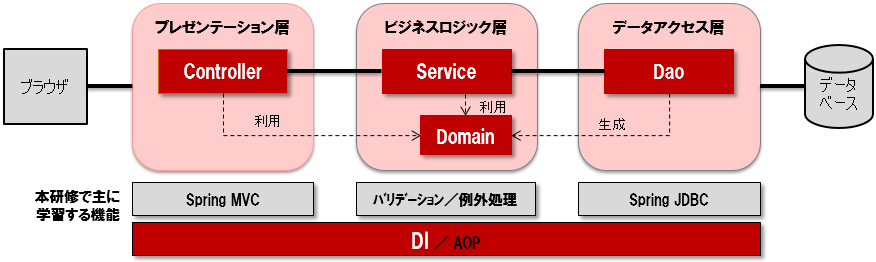 プレゼンテーション層
ビジネスロジック層
データアクセス層
ブラウザ
Controller
Service
Dao
データ
ベース
利用
利用
生成
Domain
本研修で主に
学習する機能
Spring MVC
バリデーション／例外処理
Spring JDBC
DI ／ AOP